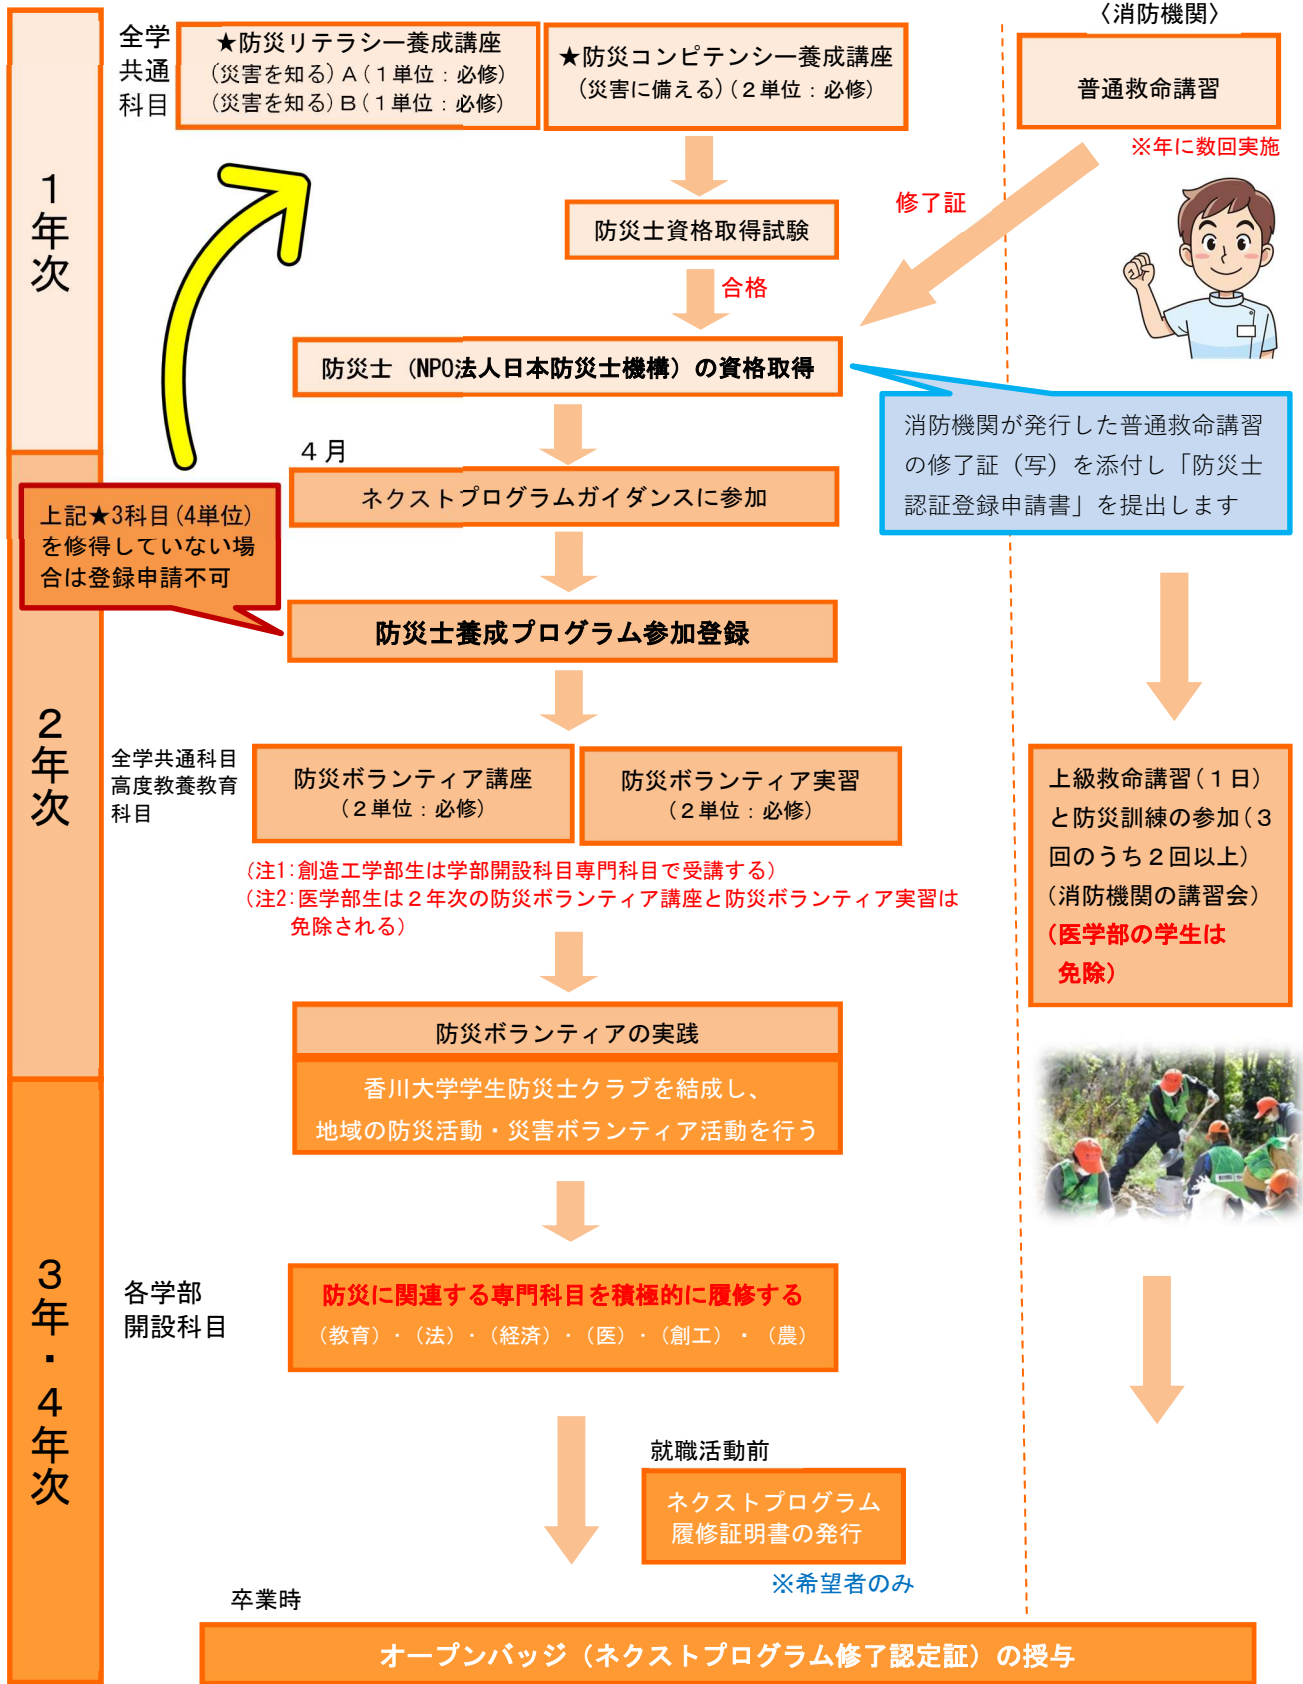 〈消防機関〉
全学
共通
科目
★防災リテラシー養成講座
(災害を知る)A(1単位：必修)
(災害を知る)B(1単位：必修)
★防災コンピテンシー養成講座
(災害に備える)(2単位：必修)
普通救命講習
※年に数回実施
1年次
修了証
防災士資格取得試験
合格
防災士（NPO法人日本防災士機構）の資格取得
消防機関が発行した普通救命講習
の修了証（写）を添付し「防災士
認証登録申請書」を提出します
4月
ネクストプログラムガイダンスに参加
上記★3科目(4単位)
を修得していない場
合は登録申請不可
防災士養成プログラム参加登録
2年次
全学共通科目
高度教養教育
科目
防災ボランティア講座
(2単位：必修)
防災ボランティア実習
(2単位：必修)
(注1:創造工学部生は学部開設科目専門科目で受講する)
(注2:医学部生は2年次の防災ボランティア講座と防災ボランティア実習は
免除される)
上級救命講習(1日)
と防災訓練の参加(3
回のうち2回以上)
(消防機関の講習会)
(医学部の学生は
免除)
防災ボランティアの実践
香川大学学生防災士クラブを結成し、
地域の防災活動・災害ボランティア活動を行う
3年・4年次
各学部
開設科目
防災に関連する専門科目を積極的に履修する
(教育)・(法)・(経済)・(医)・(創工)・(農)
就職活動前
ネクストプログラム
履修証明書の発行
※希望者のみ
卒業時
オープンバッジ（ネクストプログラム修了認定証）の授与